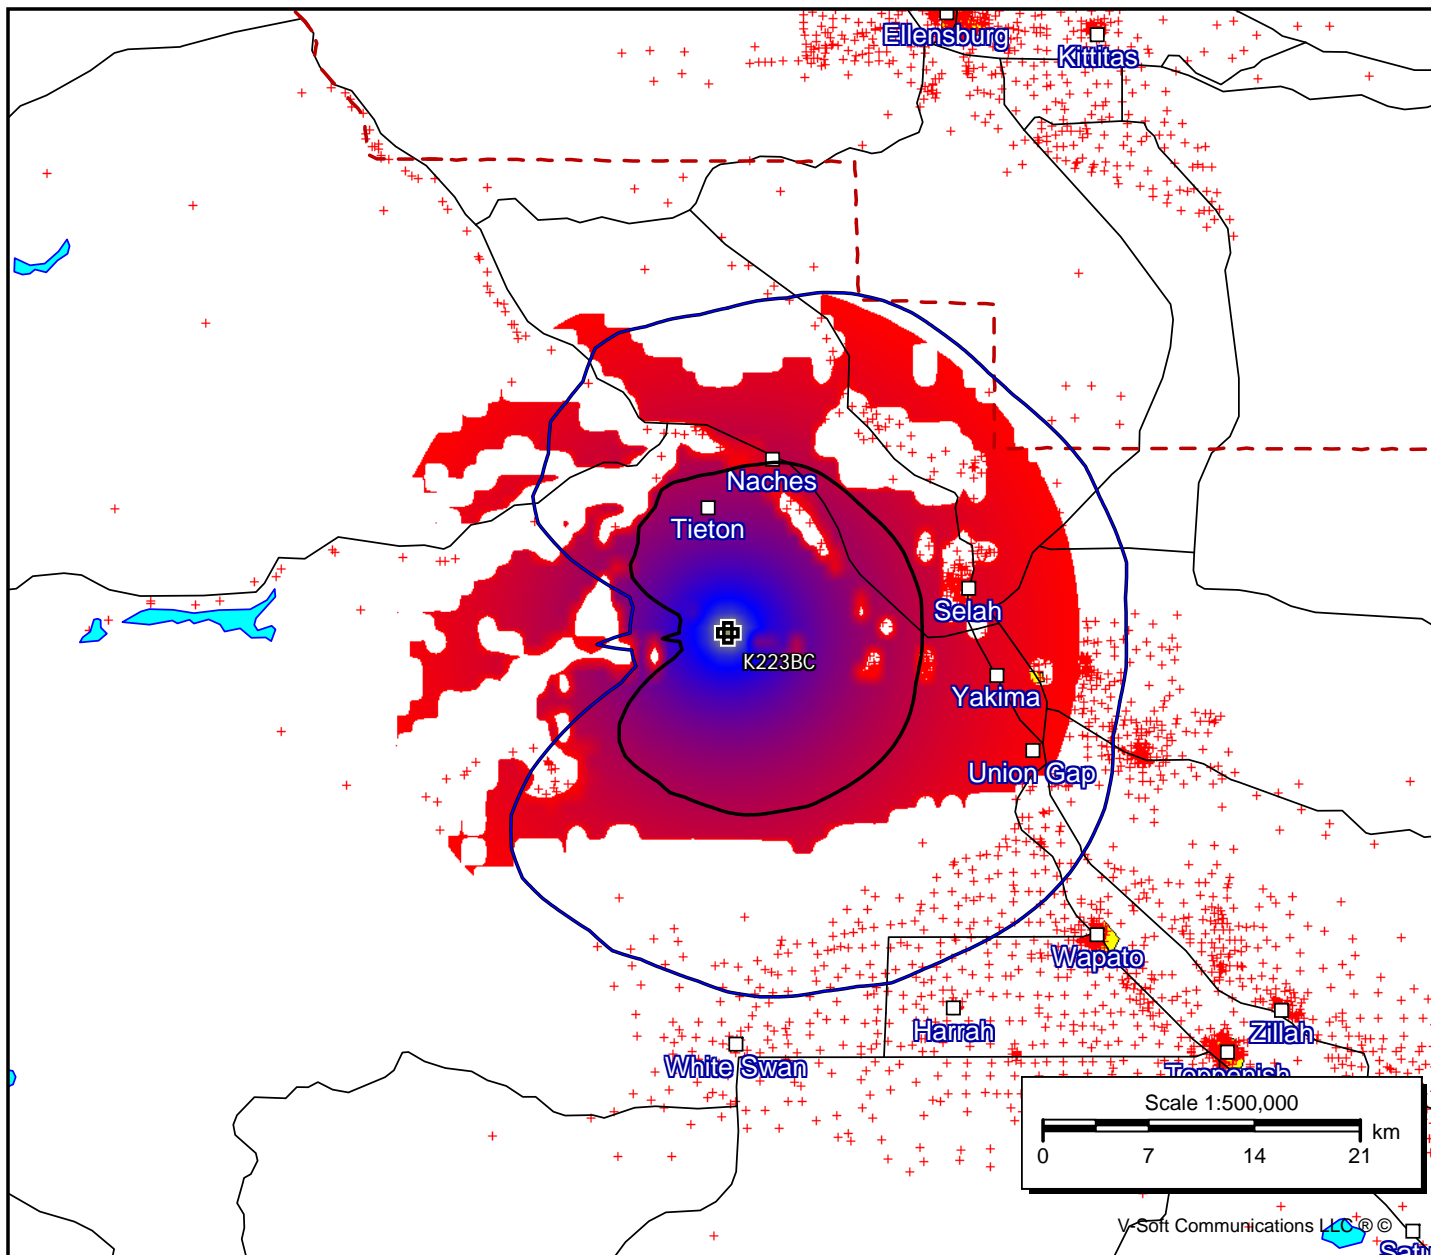 Ellensburg
Kittitas
Naches
Tieton
Selah
K223BC
Yakima
Union Gap
Wapato
Harrah
Zillah
White Swan
Toppenish
Scale 1:500,000
km
0 7 14 21
V-Soft Communications LLC ® ©